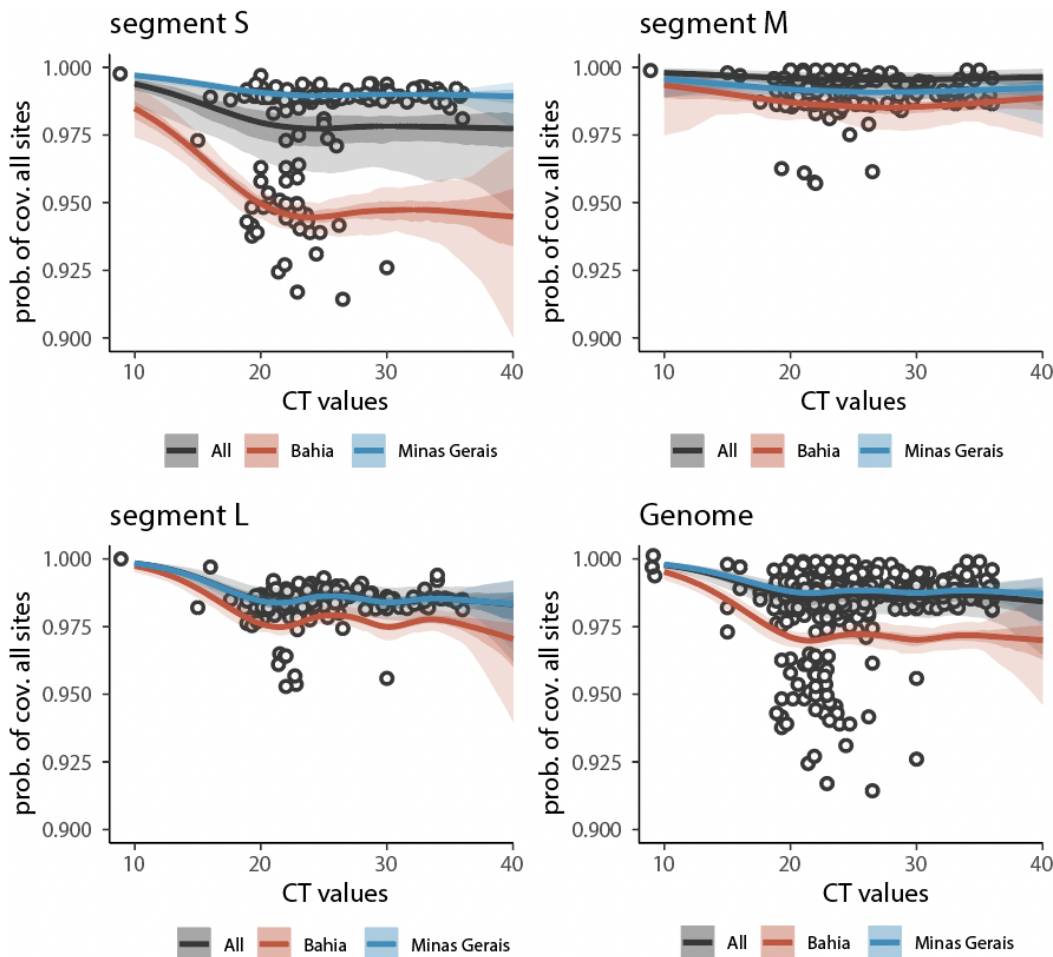 segment S
segment M
prob. of cov. all sites
1.000
0.975
0.950
0.925
0.900
10
20
30
40
CT values
All
Bahia
Minas Gerais
prob. of cov. all sites
1.000
0.975
0.950
0.925
0.900
10
20
30
40
CT values
All
Bahia
Minas Gerais
segment L
Genome
prob. of cov. all sites
1.000
0.975
0.950
0.925
0.900
10
20
30
40
CT values
All
Bahia
Minas Gerais
prob. of cov. all sites
1.000
0.975
0.950
0.925
0.900
10
20
30
40
CT values
All
Bahia
Minas Gerais